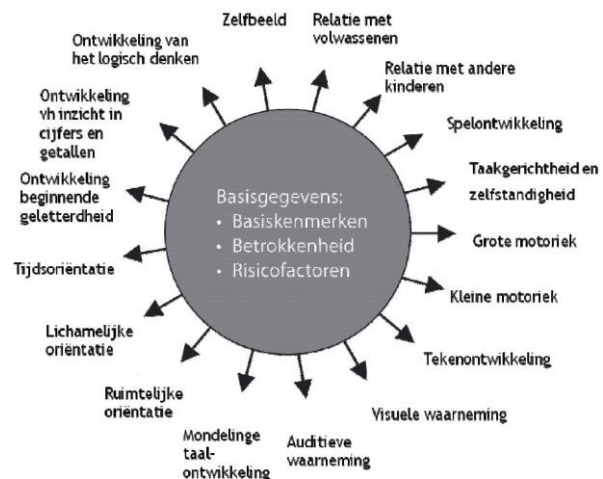 Zelfbeeld
Relatie met
volwassenen
Relatie met andere
kinderen
Spelontwikkeling
Taakgerichtheid en
zelfstandigheid
Grote motoriek
Kleine motoriek
Tekenontwikkeling
Visuele waarneming
Auditieve
waarneming
Mondelinge
taal-
ontwikkeling
Ruimtelijke
oriëntatie
Lichamelijke
oriëntatie
Tijdsoriëntatie
Ontwikkeling
beginnende
geletterdheid
Ontwikkeling
vh inzicht in
cijfers en
getallen
Ontwikkeling van
het logisch denken
Basisgegevens:
• Basiskenmerken
• Betrokkenheid
• Risicofactoren